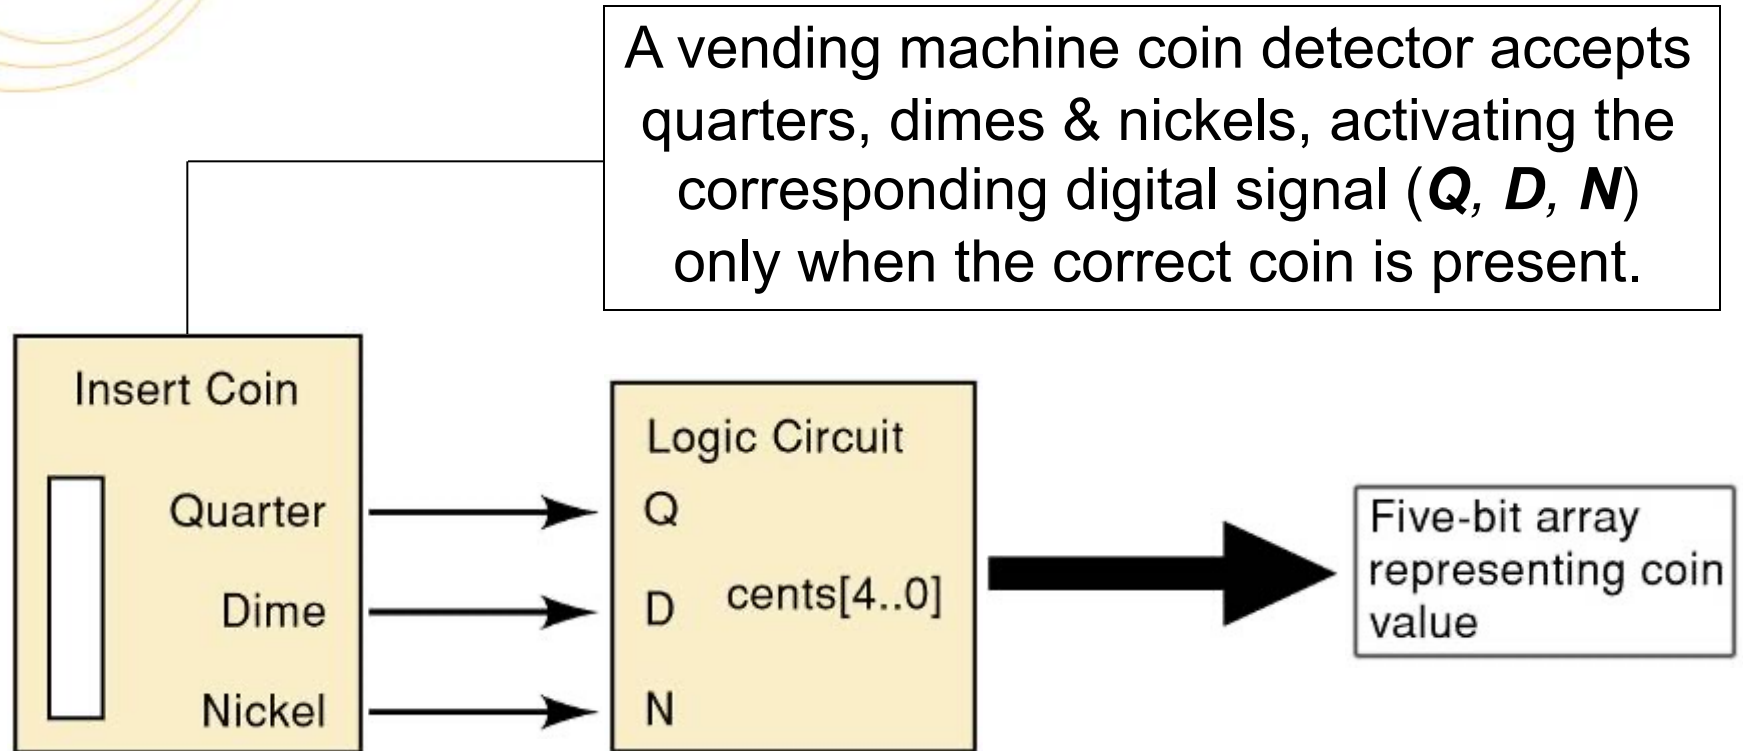 A vending machine coin detector accepts
quarters, dimes & nickels, activating the
corresponding digital signal (Q, D, N)
only when the correct coin is present.
Insert Coin
Quarter
Dime
Nickel
Logic Circuit
Q
D
N
cents[4..0]
Five-bit array
representing coin
value